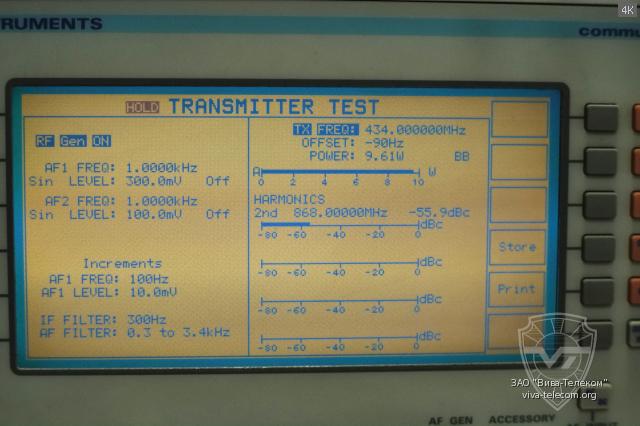 4K
RUMENTS
commu
HOLD TRANSMITTER TEST
RF Gen ON
AF1 FREQ: 1.0000kHz
Sin LEVEL: 300.0mV Off
AF2 FREQ: 1.0000kHz
Sin LEVEL: 100.0mV Off
Increments
AF1 FREQ: 100Hz
AF1 LEVEL: 10.0mV
IF FILTER: 300Hz
AF FILTER: 0.3 to 3.4kHz
TX FREQ: 434.000000MHz
OFFSET: -90Hz
POWER: 9.61W BB
A W
0 2 4 6 8 10
HARMONICS
2nd 868.00000MHz -55.9dBc
dBc
-80 -60 -40 -20 0
dBc
-80 -60 -40 -20 0
dBc
-80 -60 -40 -20 0
dBc
-80 -60 -40 -20 0
Store
Print
ЗАО "Вива-Телеком"
viva-telecom.org
AF GEN ACCESSORY